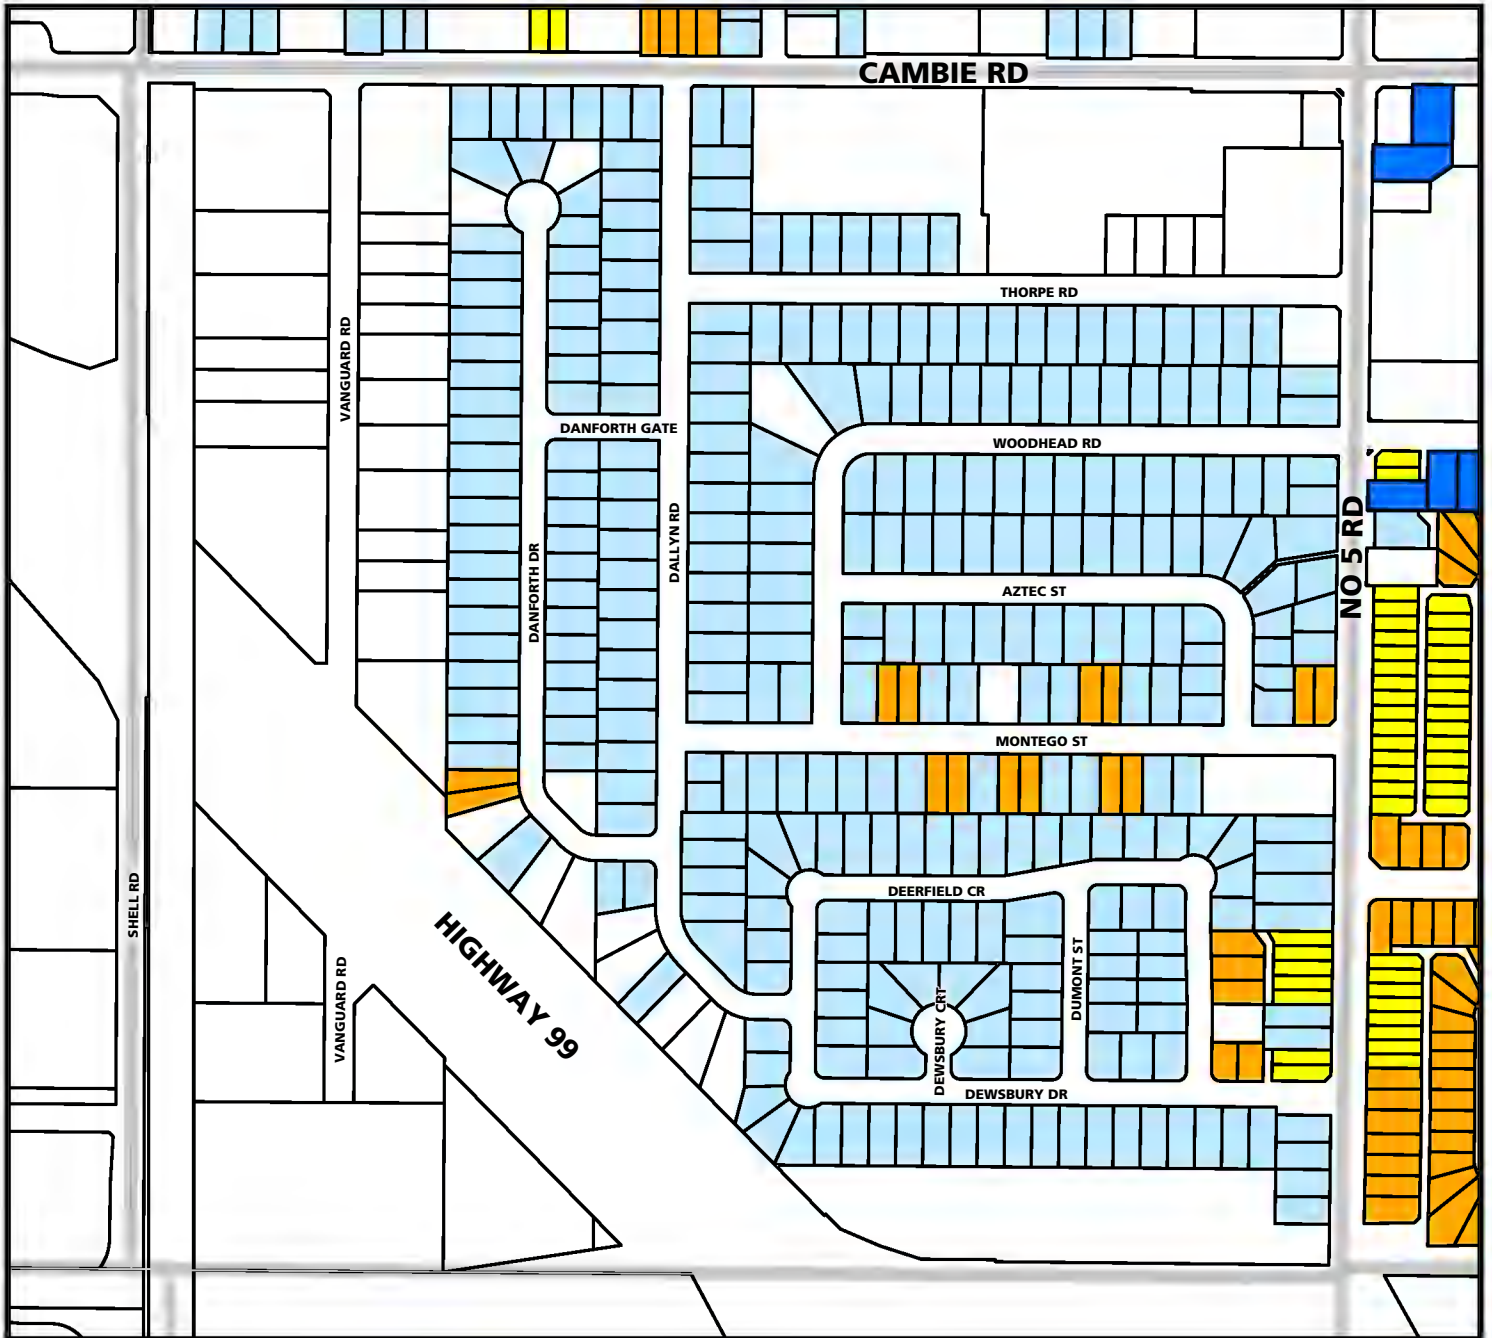 CAMBIE RD
THORPE RD
VANGUARD RD
DANFORTH GATE
WOODHEAD RD
DALLYN RD
NO 5 RD
DANFORTH DR
AZTEC ST
MONTEGO ST
SHELL RD
DEERFIELD CR
HIGHWAY 99
DUMONT ST
VANGUARD RD
DEWSBURY CRT
DEWSBURY DR